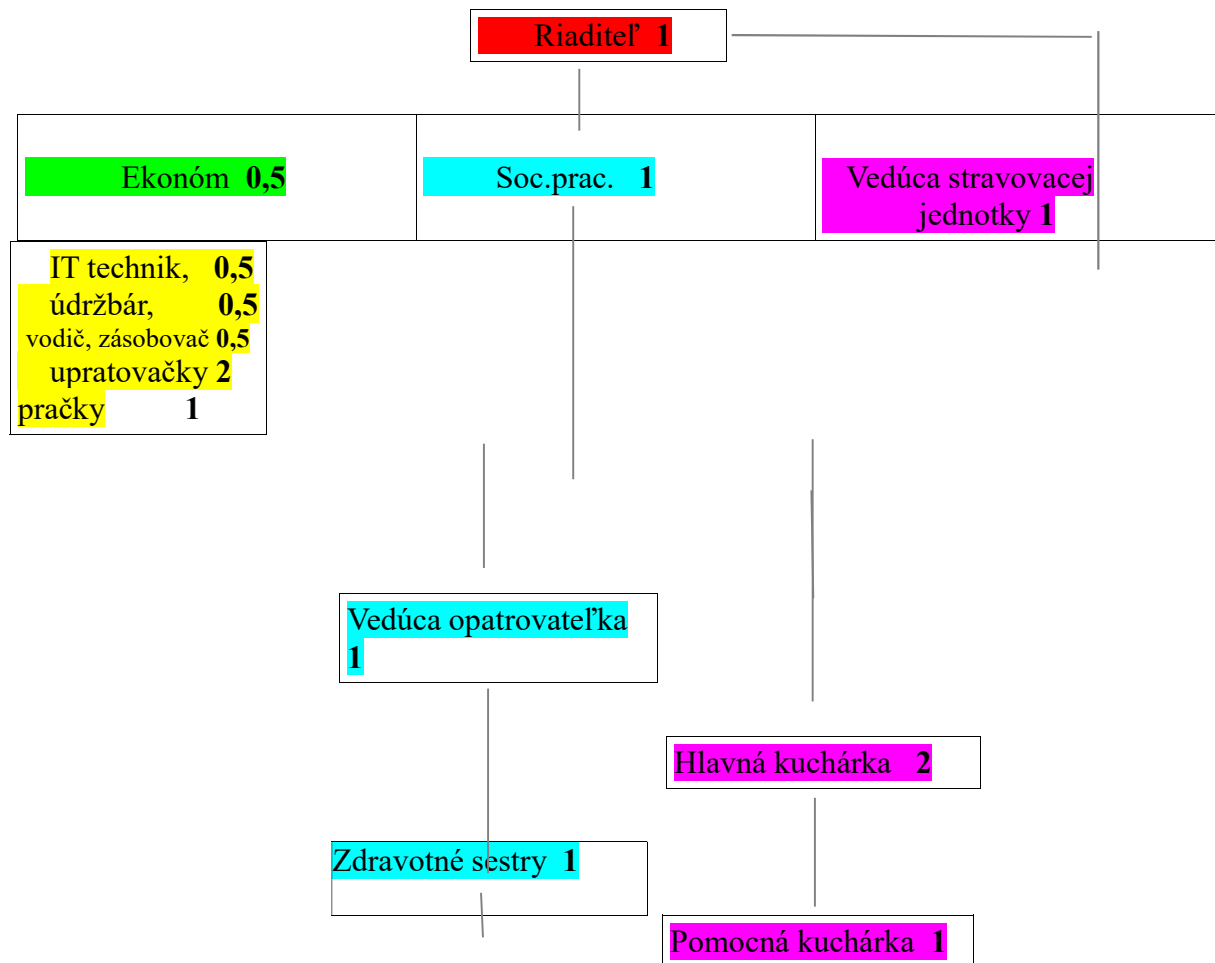 Riaditeľ 1
Ekonóm 0,5
Soc.prac. 1
Vedúca stravovacej
jednotky 1
IT technik, 0,5
údržbár, 0,5
vodič, zásobovač 0,5
upratovačky 2
pračky 1
Vedúca opatrovateľka
1
Hlavná kuchárka 2
Zdravotné sestry 1
Pomocná kuchárka 1